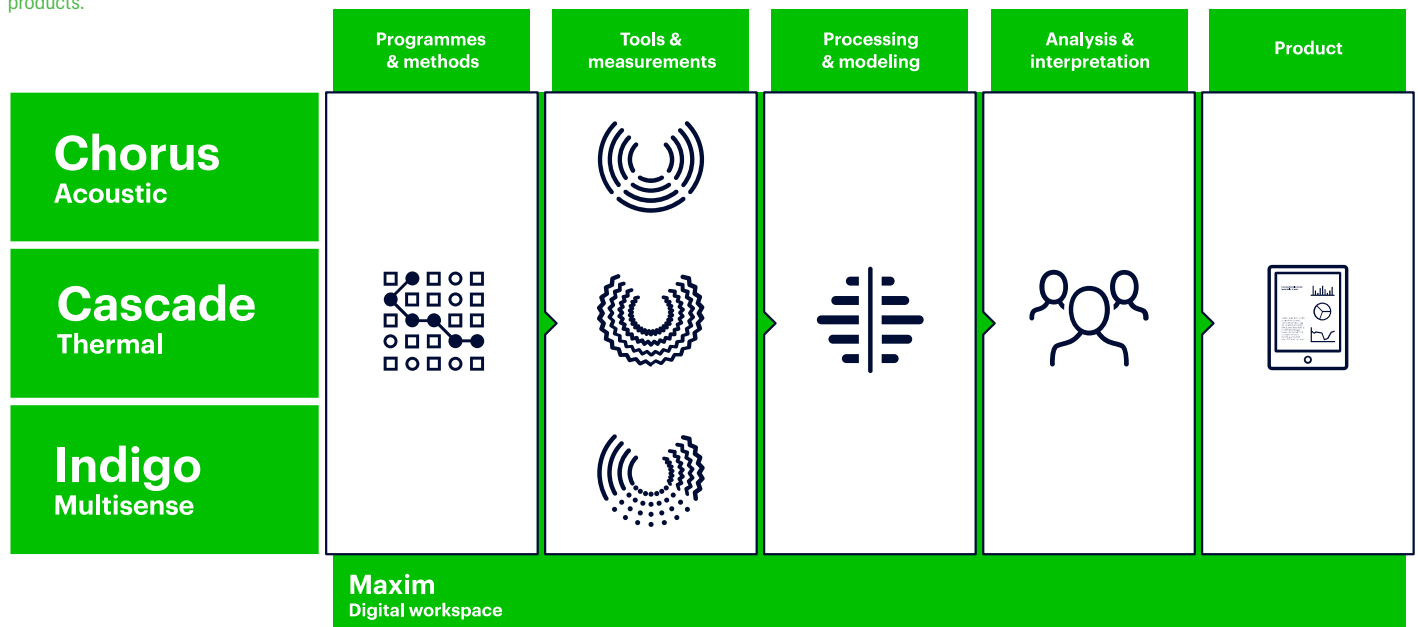 products.
Programmes
& methods
Tools &
measurements
Processing
& modeling
Analysis &
interpretation
Product
Chorus
Acoustic
Cascade
Thermal
Indigo
Multisense
Maxim
Digital workspace